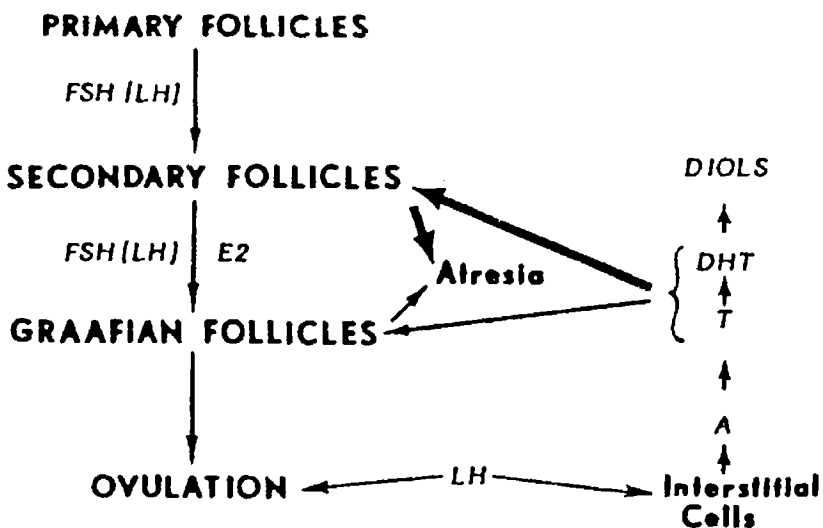 PRIMARY FOLLICLES
FSH [LH]
SECONDARY FOLLICLES
DIOLS
FSH [LH] E2
DHT
Atresia
T
GRAAFIAN FOLLICLES
A
OVULATION
LH
Interstitial
Cells